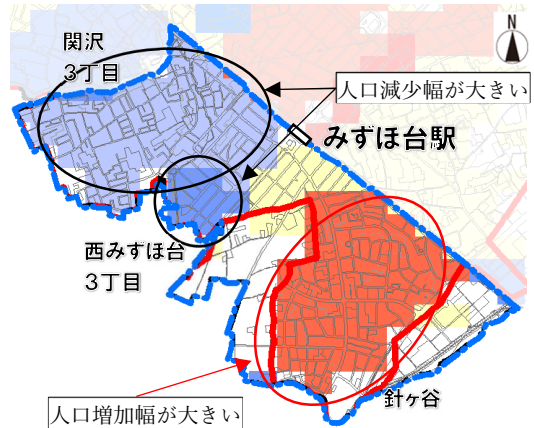 関沢
3丁目
N
人口減少幅が大きい
みずほ台駅
西みずほ台
3丁目
針ヶ谷
人口増加幅が大きい